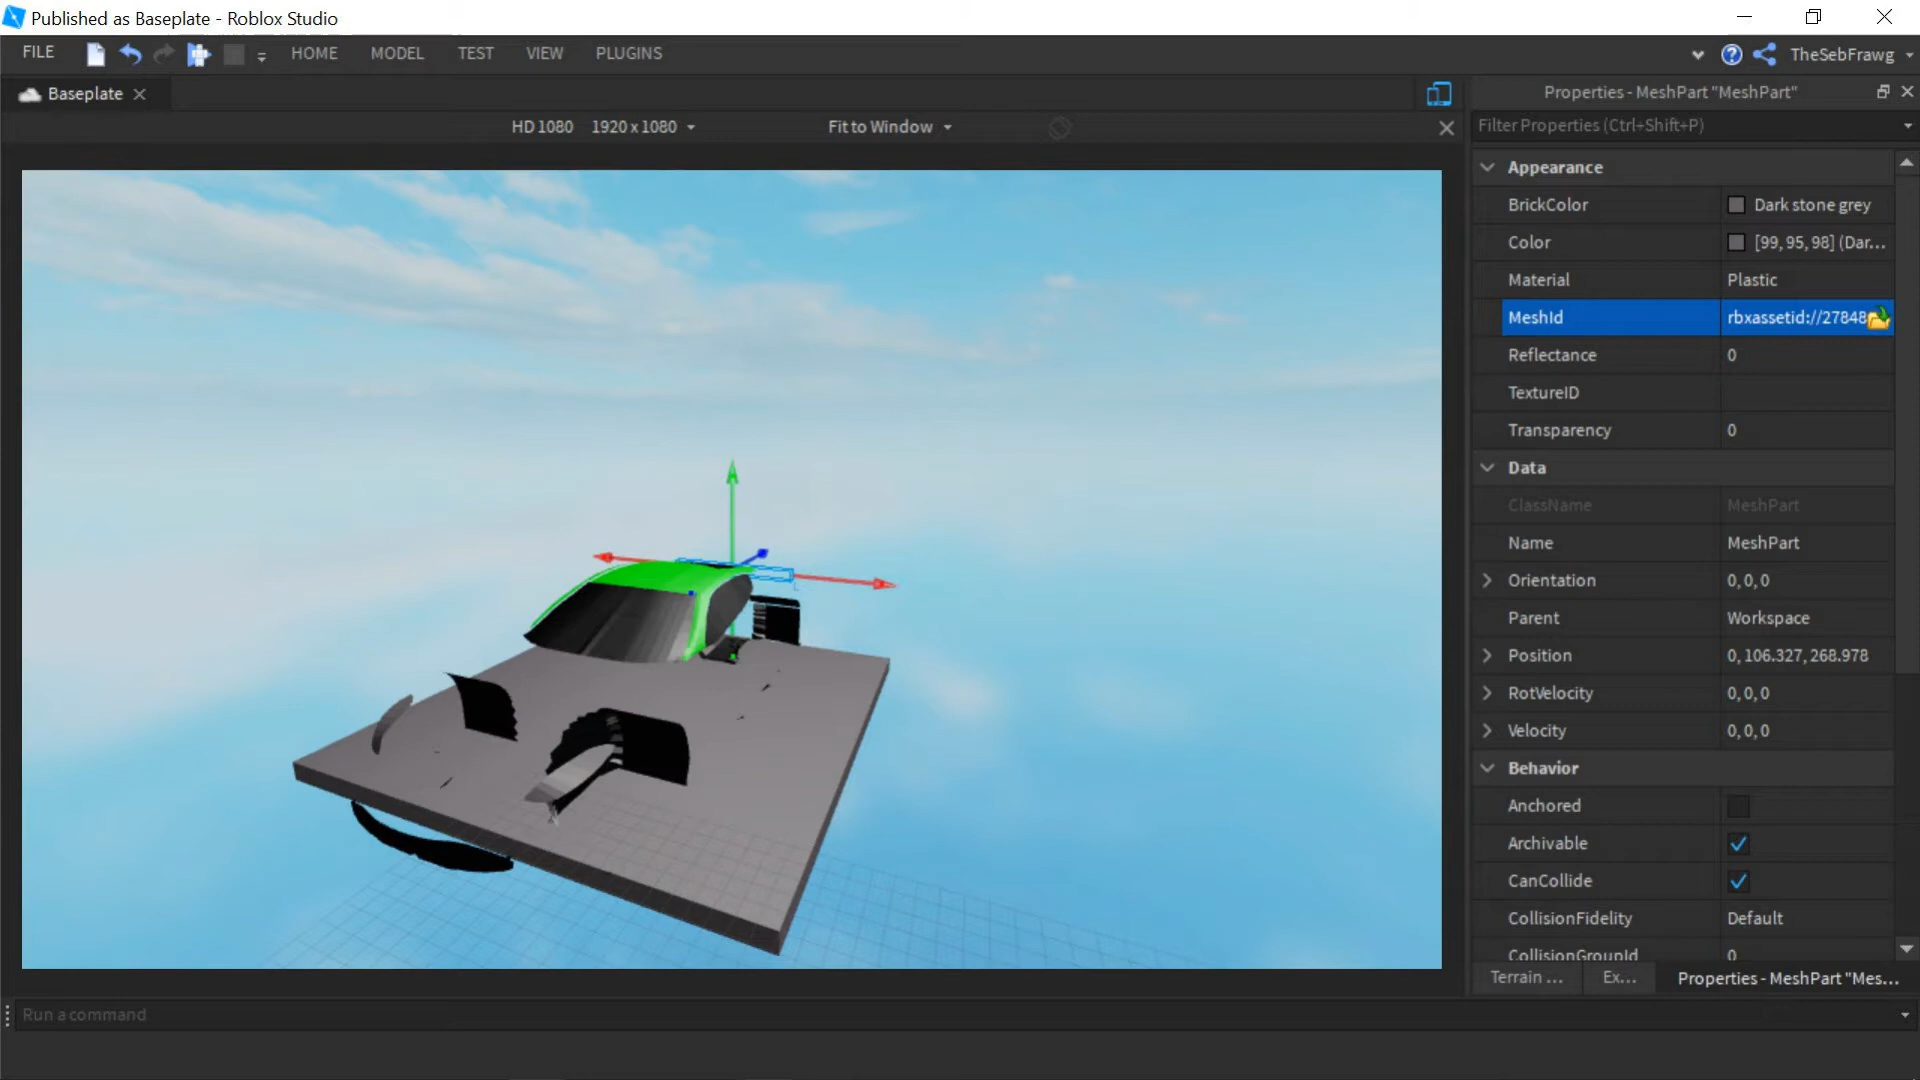 Published as Baseplate - Roblox Studio
FILE HOME MODEL TEST VIEW PLUGINS TheSebFrawg
Baseplate
HD 1080 1920 x 1080 Fit to Window
Properties - MeshPart "MeshPart"
Filter Properties (Ctrl+Shift+P)
Appearance
BrickColor Dark stone grey
Color [99, 95, 98] (Dar...
Material Plastic
MeshId rbxassetid://27848
Reflectance 0
TextureID
Transparency 0
Data
ClassName MeshPart
Name MeshPart
Orientation 0, 0, 0
Parent Workspace
Position 0, 106.327, 268.978
RotVelocity 0, 0, 0
Velocity 0, 0, 0
Behavior
Anchored
Archivable
CanCollide
CollisionFidelity Default
CollisionGroupId 0
Terrain ... Ex... Properties - MeshPart "Mes...
Run a command